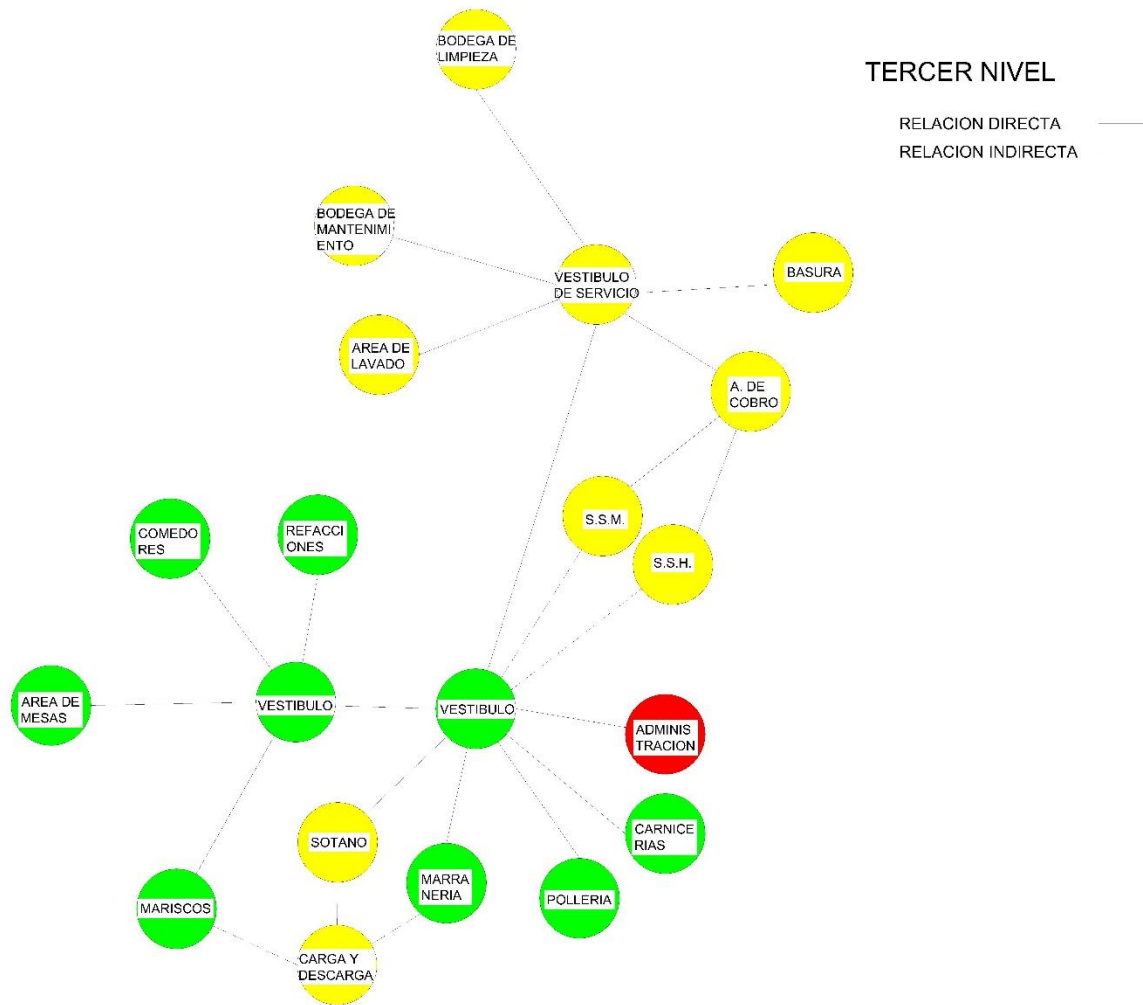 BODEGA DE
LIMPIEZA
TERCER NIVEL
RELACION DIRECTA
RELACION INDIRECTA
BODEGA DE
MANTENIMI
ENTO
VESTIBULO
DE SERVICIO
BASURA
AREA DE
LAVADO
A. DE
COBRO
S.S.M.
S.S.H.
COMEDO
RES
REFACCI
ONES
AREA DE
MESAS
VESTIBULO
VESTIBULO
ADMINIS
TRACION
SOTANO
CARNICE
RIAS
MARRA
NERIA
POLLERIA
MARISCOS
CARGA Y
DESCARGA